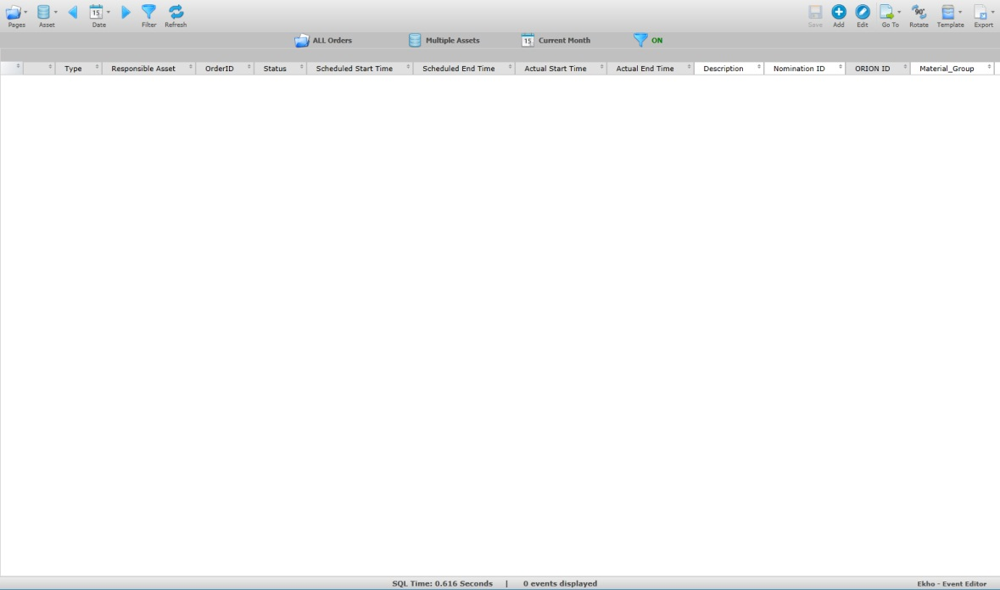 15 90°
Pages Asset Date Filter Refresh Save Add Edit Go To Rotate Template Export
ALL Orders Multiple Assets 15 Current Month ON
Type Responsible Asset OrderID Status Scheduled Start Time Scheduled End Time Actual Start Time Actual End Time Description Nomination ID ORION ID Material_Group
SQL Time: 0.616 Seconds | 0 events displayed Ekho - Event Editor